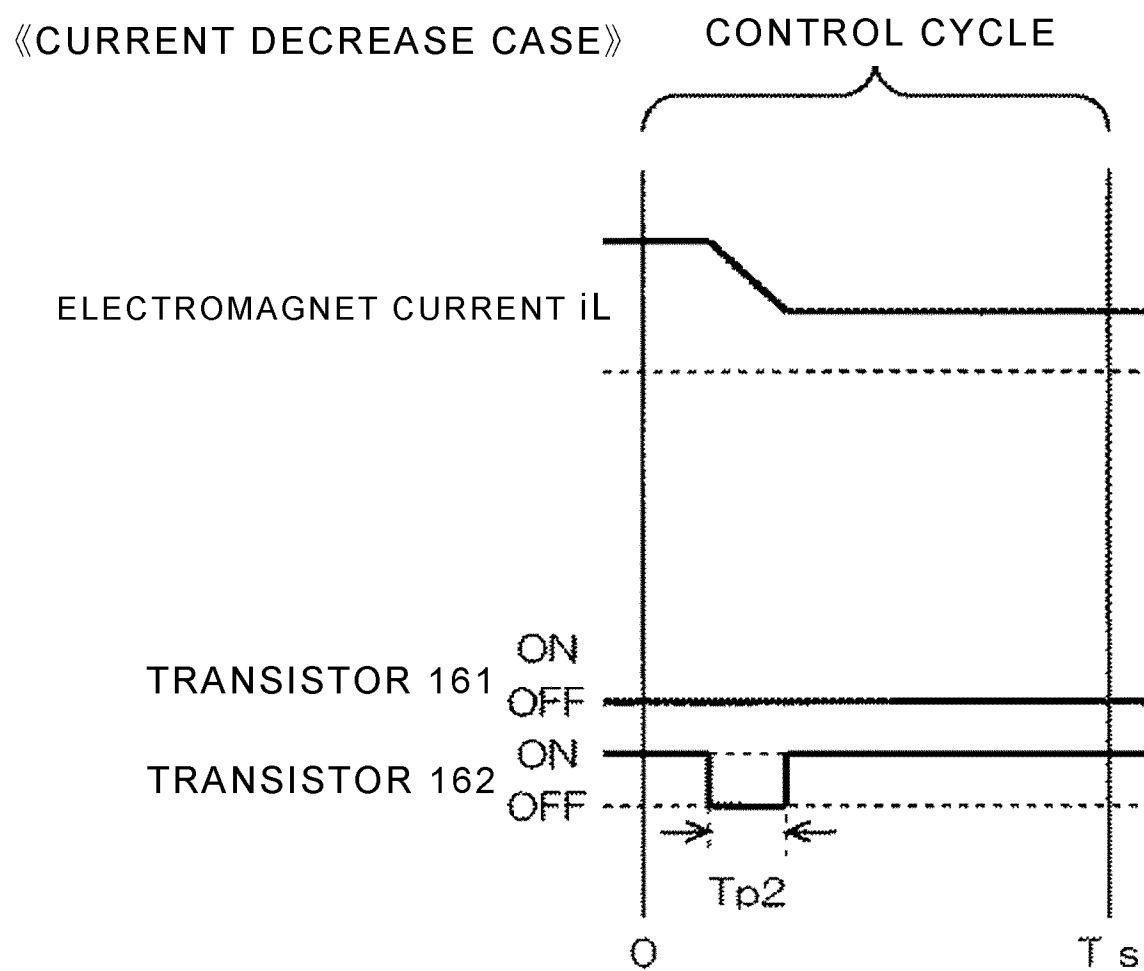 《CURRENT DECREASE CASE》
CONTROL CYCLE
ELECTROMAGNET CURRENT iL
TRANSISTOR 161
ON
OFF
TRANSISTOR 162
ON
OFF
Tp2
0
Ts